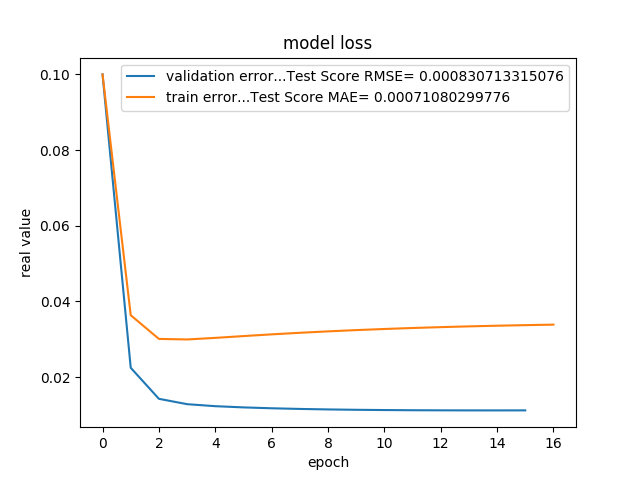 model loss
validation error...Test Score RMSE= 0.000830713315076
train error...Test Score MAE= 0.00071080299776
real value
0.10
0.08
0.06
0.04
0.02
0 2 4 6 8 10 12 14 16
epoch